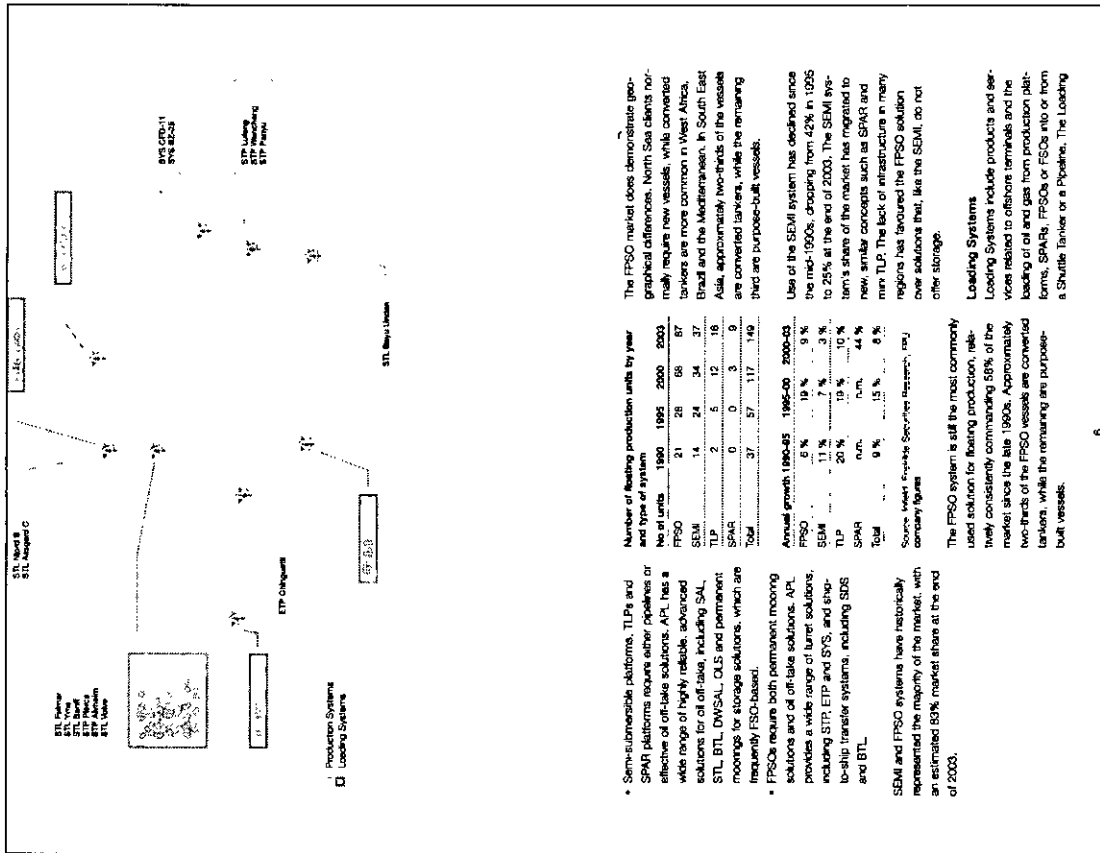 STL Norne
STL Aasgard C
STL Fulmar
STL Yme
STL Banff
STP Pierce
STP Alvheim
STL Volve
SYS CFD-11
SYS BZ-25
STP Lufeng
STP Wenchang
STP Panyu
ETP Chinguetti
STL Bayu Undan
Production Systems
Loading Systems
• Semi-submersible platforms, TLPs and
SPAR platforms require either pipelines or
effective oil off-take solutions. APL has a
wide range of highly reliable, advanced
solutions for oil off-take, including SAL,
STL, BTL, DWSAL, OLS and permanent
moorings for storage solutions, which are
frequently FSO-based.
• FPSOs require both permanent mooring
solutions and oil off-take solutions. APL
provides a wide range of turret solutions,
including STP, ETP and SYS, and ship-
to-ship transfer systems, including SDS
and BTL.
SEMI and FPSO systems have historically
represented the majority of the market, with
an estimated 83% market share at the end
of 2003.
Number of floating production units by year
and type of system
No of units 1990 1995 2000 2003
FPSO 21 28 68 87
SEMI 14 24 34 37
TLP 2 5 12 16
SPAR 0 0 3 9
Total 37 57 117 149
Annual growth 1990-95 1995-00 2000-03
FPSO 6 % 19 % 9 %
SEMI 11 % 7 % 3 %
TLP 20 % 19 % 10 %
SPAR n.m. n.m. 44 %
Total 9 % 15 % 8 %
Source: Securities Research,
company figures
The FPSO system is still the most commonly
used solution for floating production, rela-
tively consistently commanding 58% of the
market since the late 1990s. Approximately
two-thirds of the FPSO vessels are converted
tankers, while the remaining are purpose-
built vessels.
The FPSO market does demonstrate geo-
graphical differences. North Sea clients nor-
mally require new vessels, while converted
tankers are more common in West Africa,
Brazil and the Mediterranean. In South East
Asia, approximately two-thirds of the vessels
are converted tankers, while the remaining
third are purpose-built vessels.
Use of the SEMI system has declined since
the mid-1990s, dropping from 42% in 1995
to 25% at the end of 2003. The SEMI sys-
tem's share of the market has migrated to
new, similar concepts such as SPAR and
mini TLP. The lack of infrastructure in many
regions has favoured the FPSO solution
over solutions that, like the SEMI, do not
offer storage.
Loading Systems
Loading Systems include products and ser-
vices related to offshore terminals and the
loading of oil and gas from production plat-
forms, SPARs, FPSOs or FSOs into or from
a Shuttle Tanker or a Pipeline. The Loading
6